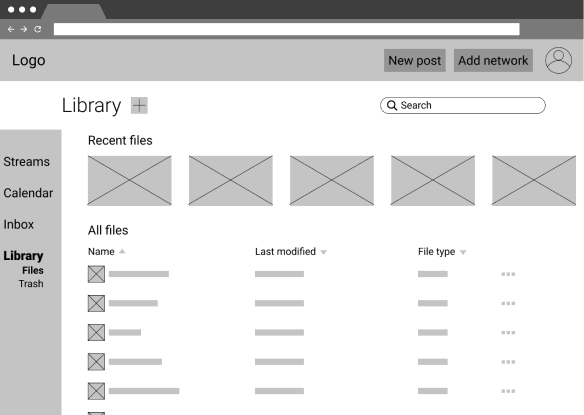 Logo
New post
Add network
Library
Search
Streams
Calendar
Inbox
Library
Files
Trash
Recent files
All files
Name
Last modified
File type